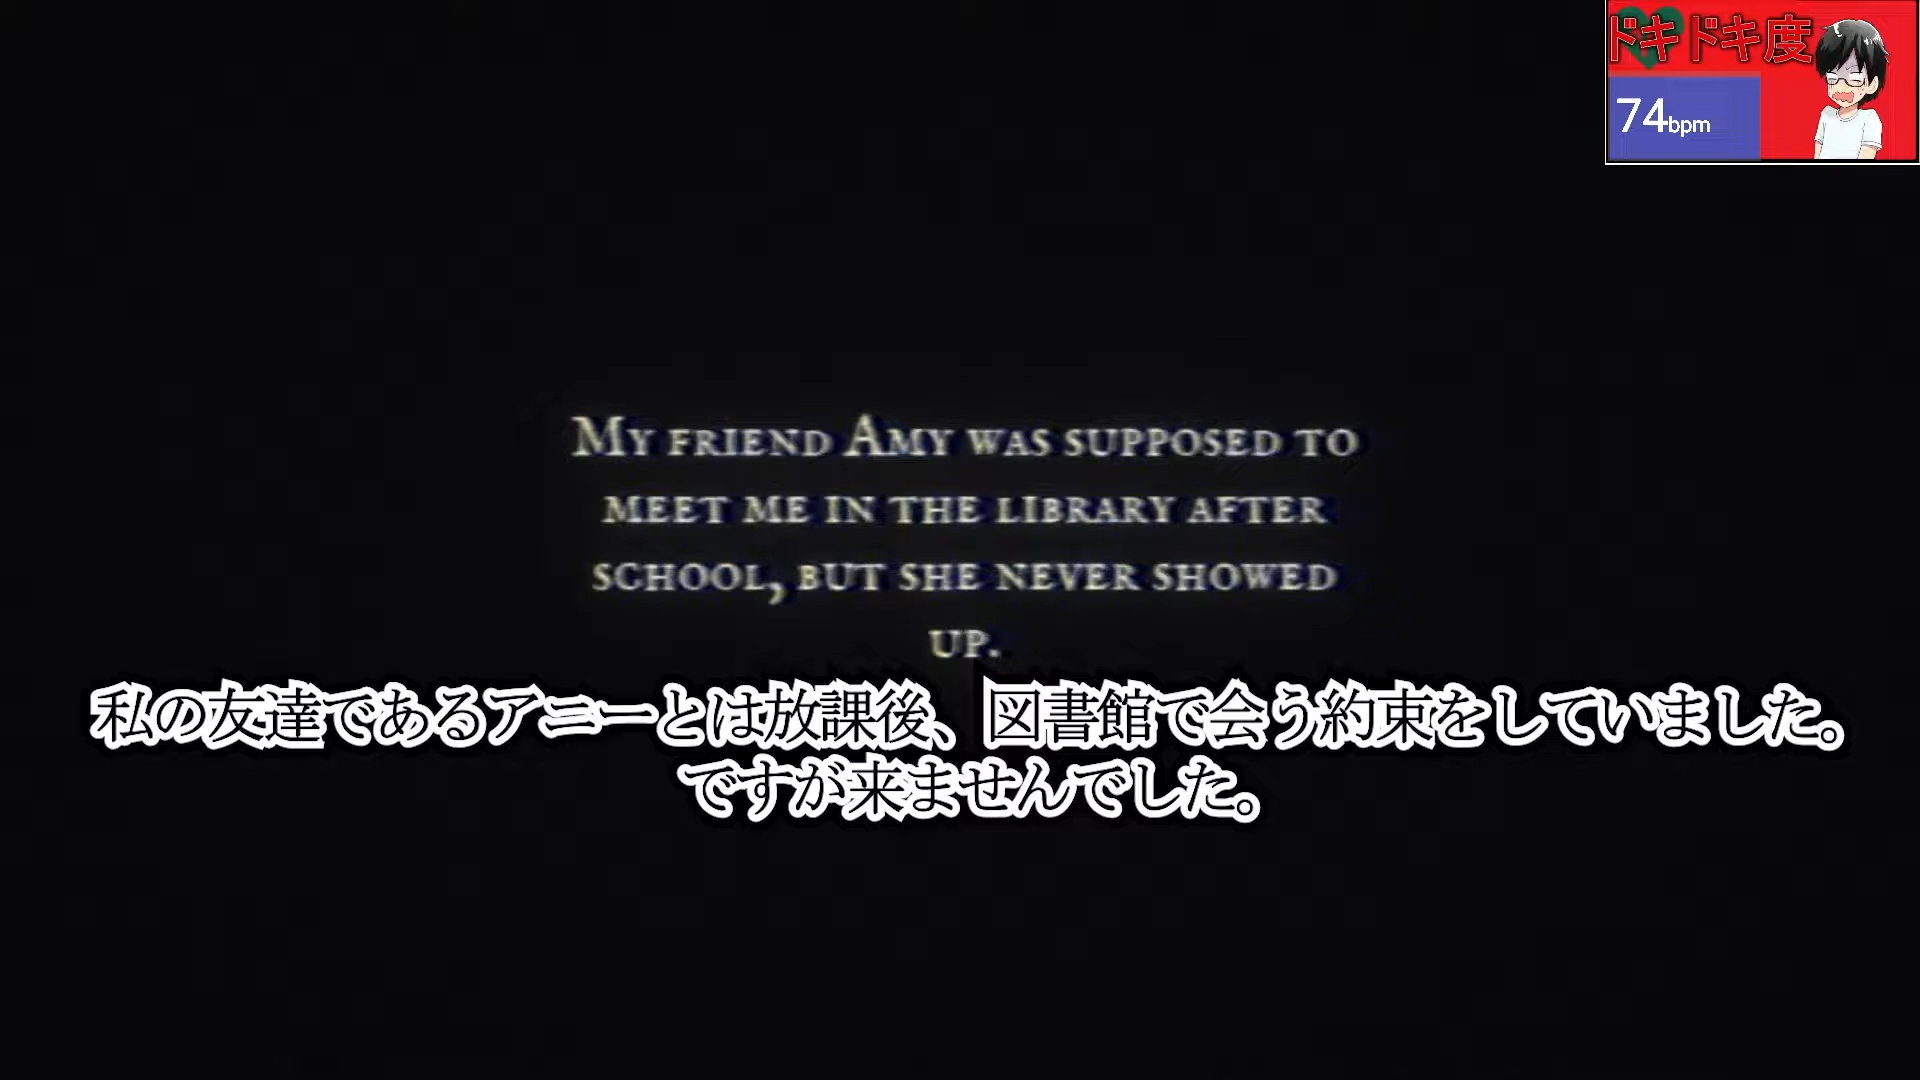 ドキドキ度
74bpm
My friend Amy was supposed to
meet me in the library after
school, but she never showed
up.
私の友達であるアニーとは放課後、図書館で会う約束をしていました。
ですが来ませんでした。